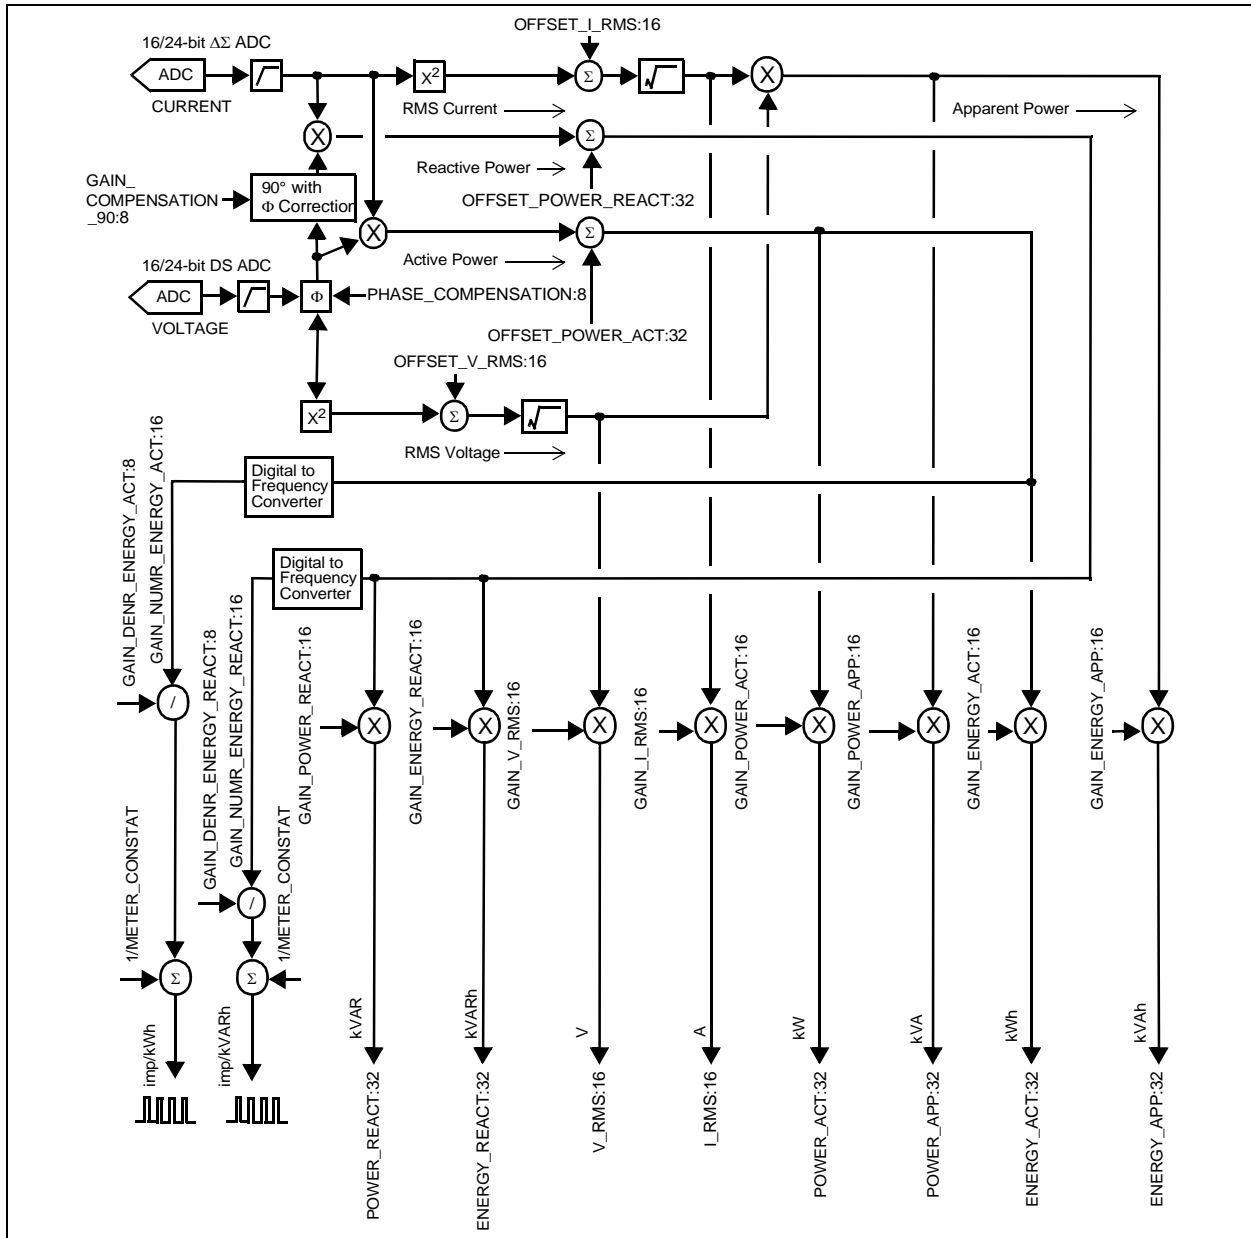 OFFSET_I_RMS:16
16/24-bit ΔΣ ADC
ADC
X²
Σ
√
X
CURRENT
RMS Current
Apparent Power
X
Σ
Reactive Power
GAIN_
COMPENSATION
_90:8
90° with
Φ Correction
OFFSET_POWER_REACT:32
X
Σ
Active Power
16/24-bit DS ADC
ADC
Φ
PHASE_COMPENSATION:8
VOLTAGE
OFFSET_POWER_ACT:32
OFFSET_V_RMS:16
X²
Σ
√
RMS Voltage
Digital to
Frequency
Converter
GAIN_DENR_ENERGY_ACT:8
GAIN_NUMR_ENERGY_ACT:16
Digital to
Frequency
Converter
GAIN_DENR_ENERGY_REACT:8
GAIN_NUMR_ENERGY_REACT:16
GAIN_POWER_REACT:16
GAIN_ENERGY_REACT:16
GAIN_V_RMS:16
GAIN_I_RMS:16
GAIN_POWER_ACT:16
GAIN_POWER_APP:16
GAIN_ENERGY_ACT:16
GAIN_ENERGY_APP:16
/
X
X
X
X
X
X
X
X
1/METER_CONSTAT
/
1/METER_CONSTAT
Σ
Σ
imp/kWh
imp/kVARh
kVAR
kVARh
V
A
kW
kVA
kWh
kVAh
POWER_REACT:32
ENERGY_REACT:32
V_RMS:16
I_RMS:16
POWER_ACT:32
POWER_APP:32
ENERGY_ACT:32
ENERGY_APP:32